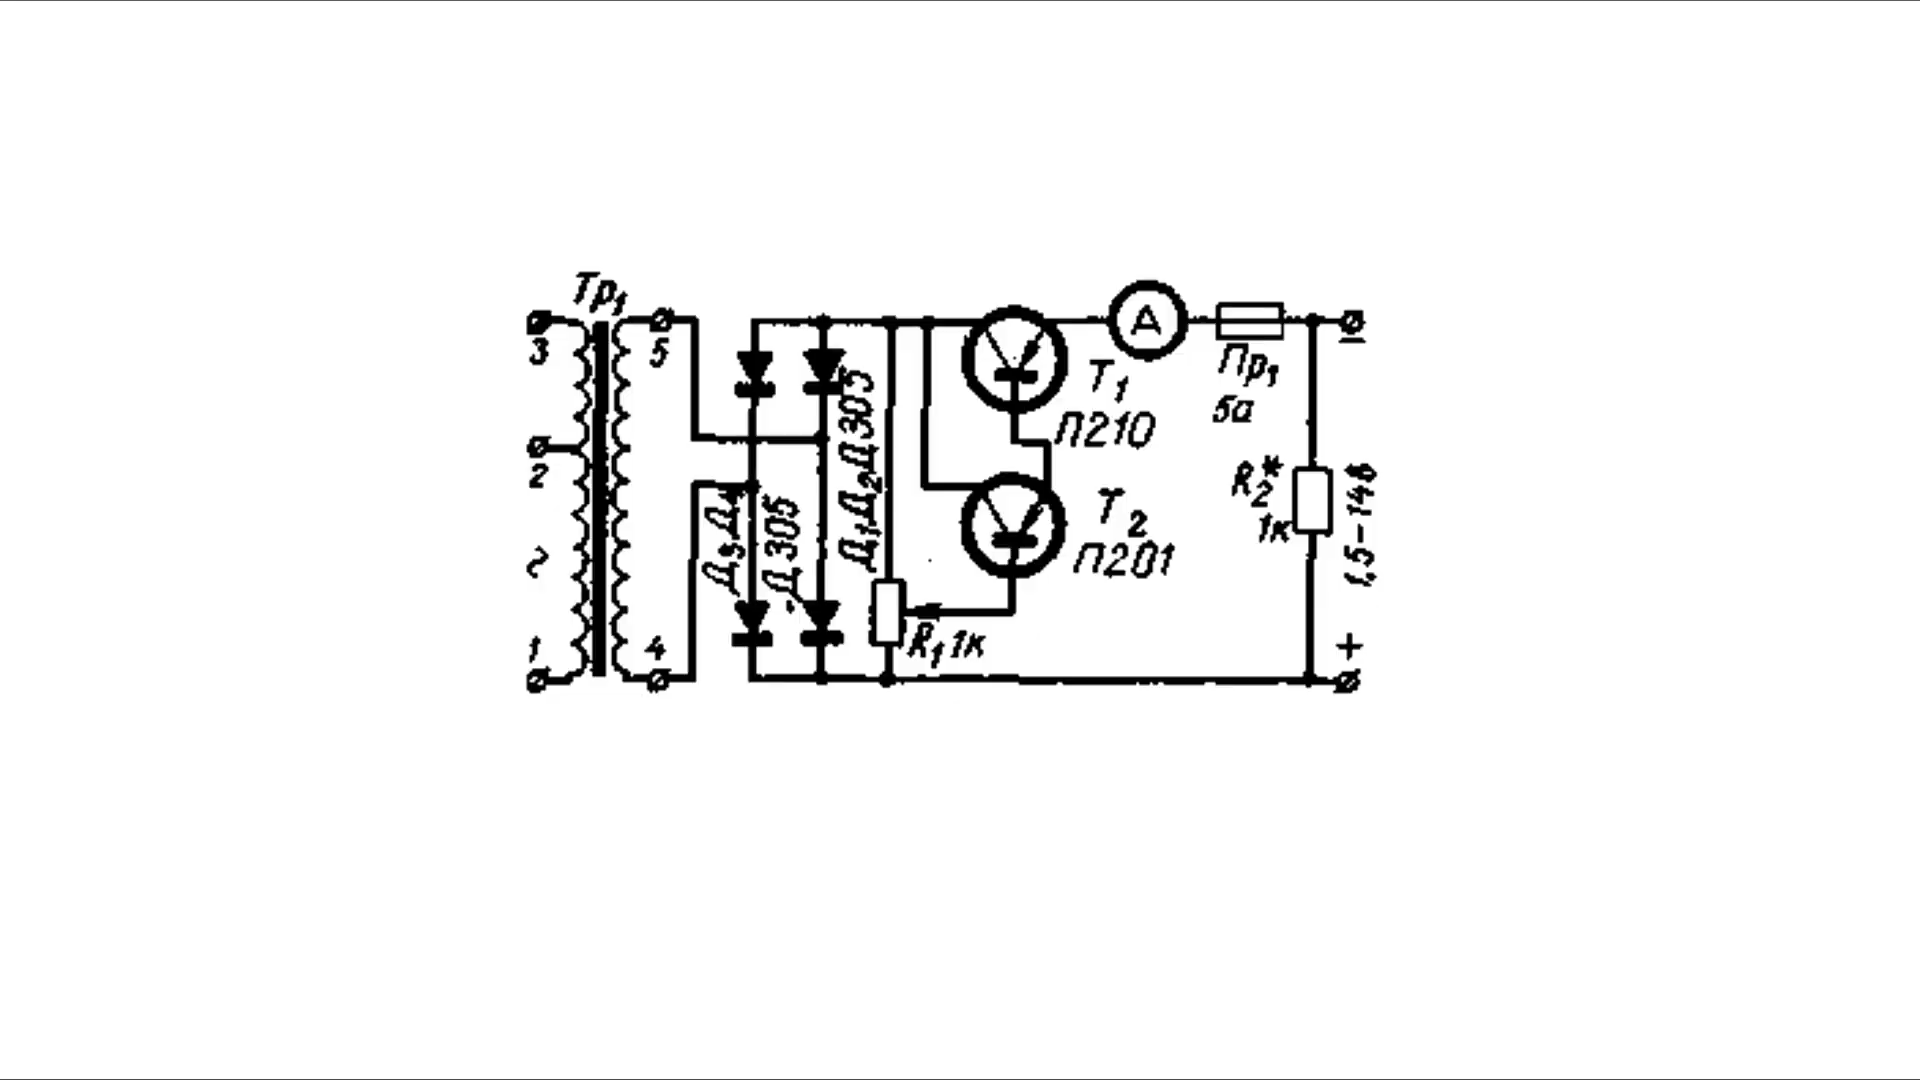 Тр₁
3
5
2
~
1
4
Д₃Д₄
Д305
Д₁Д₂Д305
R₁ 1к
Т₁
П210
Т₂
П201
А
Пр₁
5а
R₂*
1к
1,5-14в
−
+